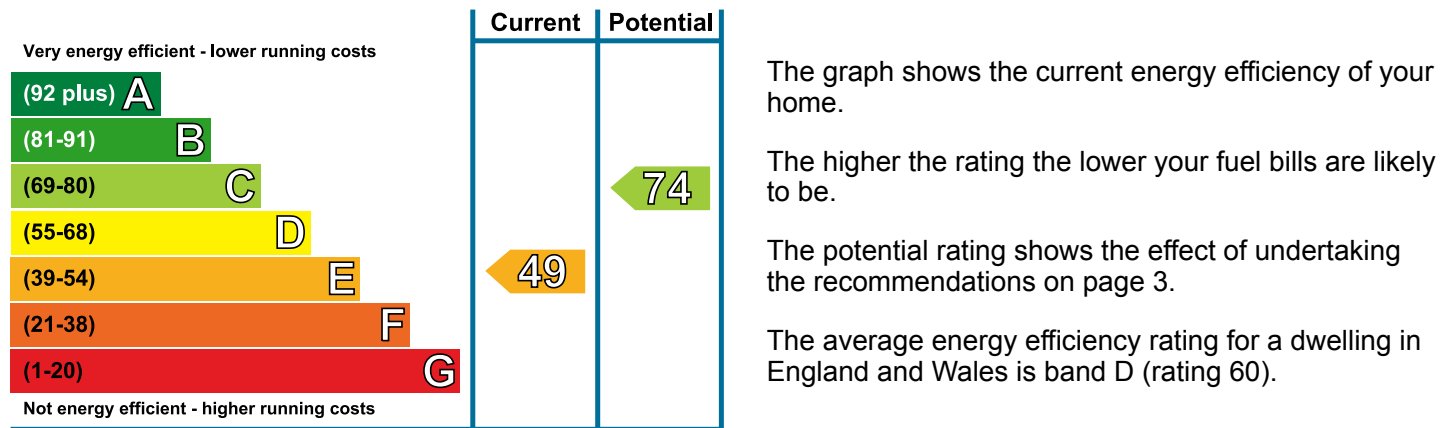 Current Potential
Very energy efficient - lower running costs
(92 plus) A
(81-91) B
(69-80) C
74
(55-68) D
(39-54) E
49
(21-38) F
(1-20) G
Not energy efficient - higher running costs
The graph shows the current energy efficiency of your
home.
The higher the rating the lower your fuel bills are likely
to be.
The potential rating shows the effect of undertaking
the recommendations on page 3.
The average energy efficiency rating for a dwelling in
England and Wales is band D (rating 60).